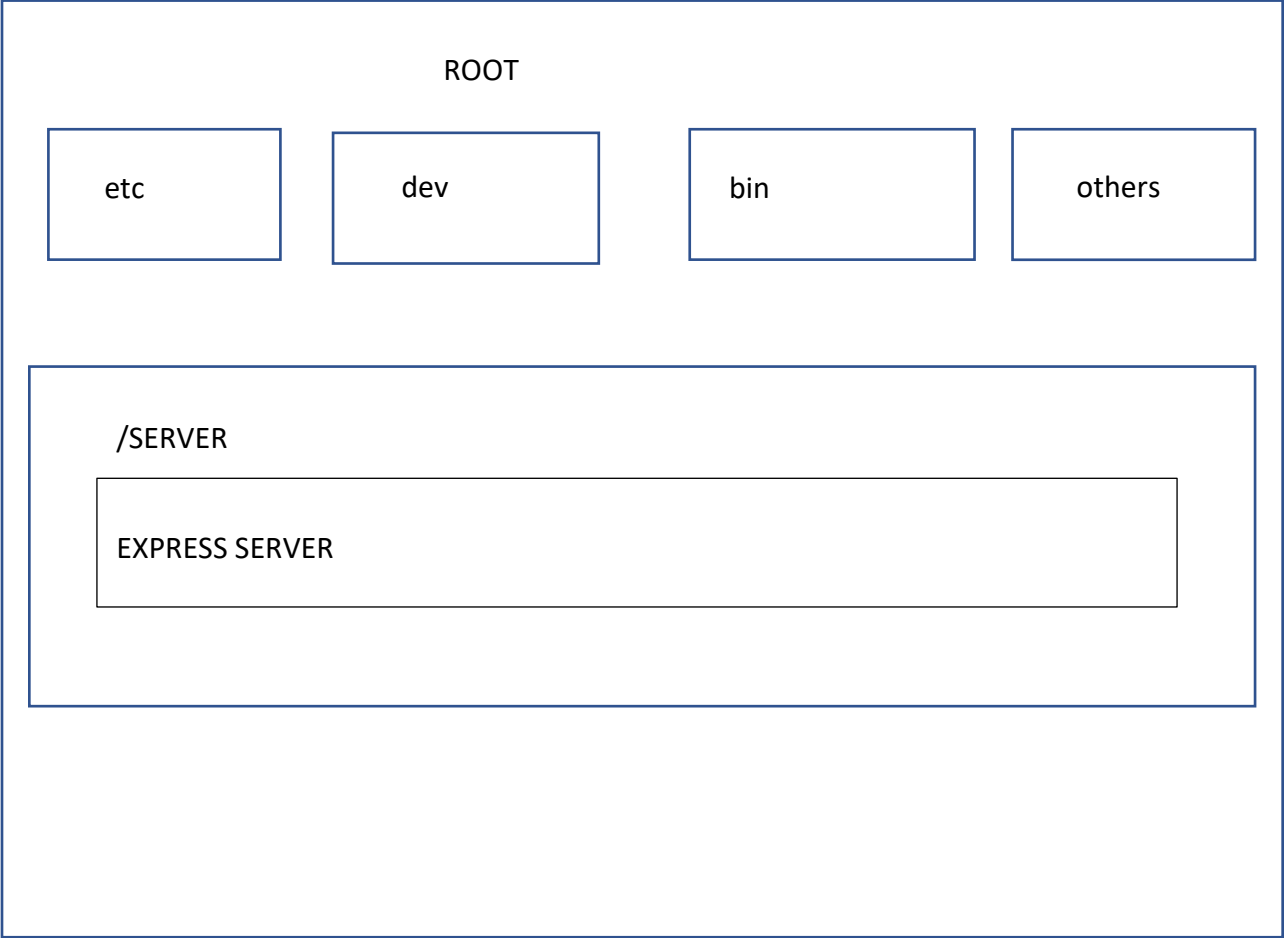 ROOT
etc
dev
bin
others
/SERVER
EXPRESS SERVER